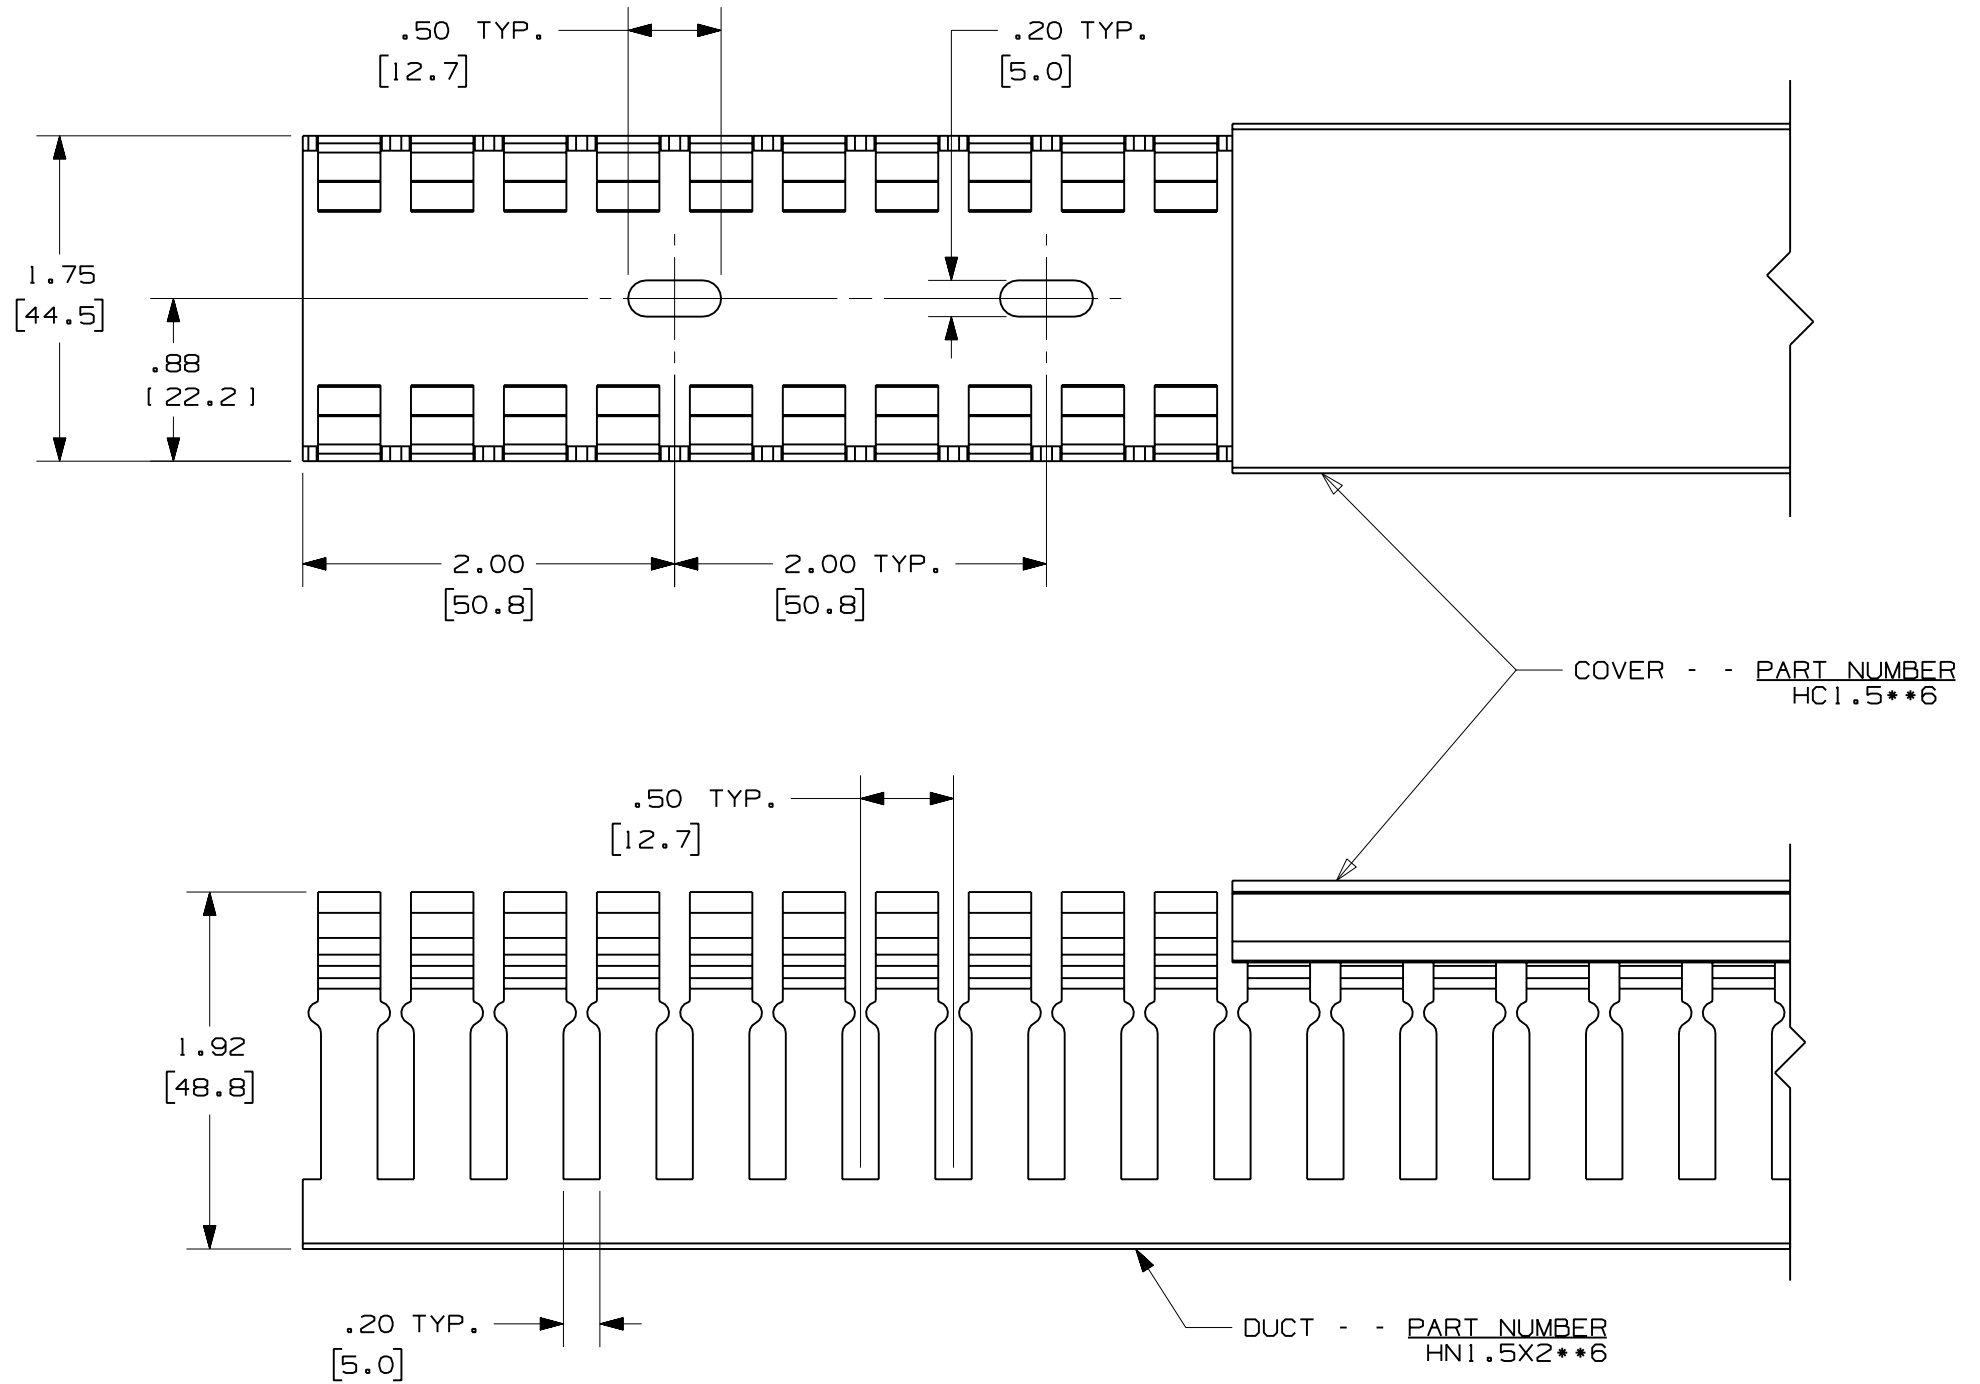 .50 TYP.
[12.7]
.20 TYP.
[5.0]
1.75
[44.5]
.88
[22.2]
2.00
[50.8]
2.00 TYP.
[50.8]
COVER - - PART NUMBER
HC1.5**6
.50 TYP.
[12.7]
1.92
[48.8]
.20 TYP.
[5.0]
DUCT - - PART NUMBER
HN1.5X2**6